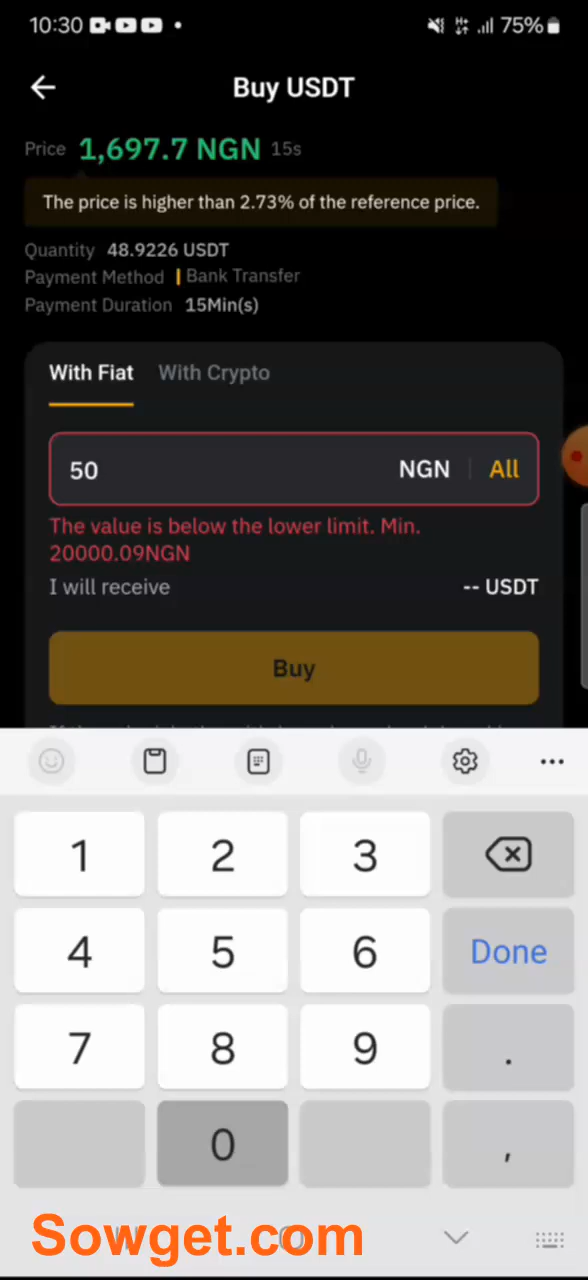 10:30
75%
Buy USDT
Price 1,697.7 NGN 15s
The price is higher than 2.73% of the reference price.
Quantity 48.9226 USDT
Payment Method Bank Transfer
Payment Duration 15Min(s)
With Fiat With Crypto
50 NGN All
The value is below the lower limit. Min.
20000.09NGN
I will receive -- USDT
Buy
1 2 3
4 5 6 Done
7 8 9 .
0 ,
Sowget.com